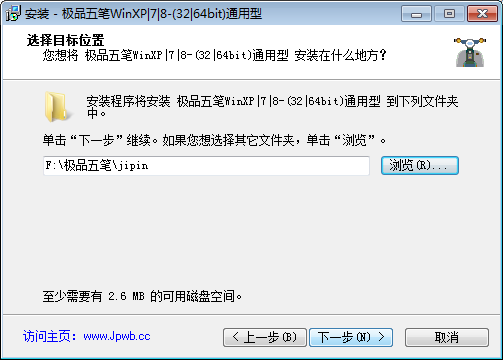 安装 - 极品五笔WinXP|7|8-(32|64bit)通用型
选择目标位置
您想将 极品五笔WinXP|7|8-(32|64bit)通用型 安装在什么地方？
安装程序将安装 极品五笔WinXP|7|8-(32|64bit)通用型 到下列文件夹
中。
单击“下一步”继续。如果您想选择其它文件夹，单击“浏览”。
F:\极品五笔\jipin
浏览(R)...
至少需要有 2.6 MB 的可用磁盘空间。
访问主页：www.Jpwb.cc
< 上一步(B)
下一步(N) >
取消